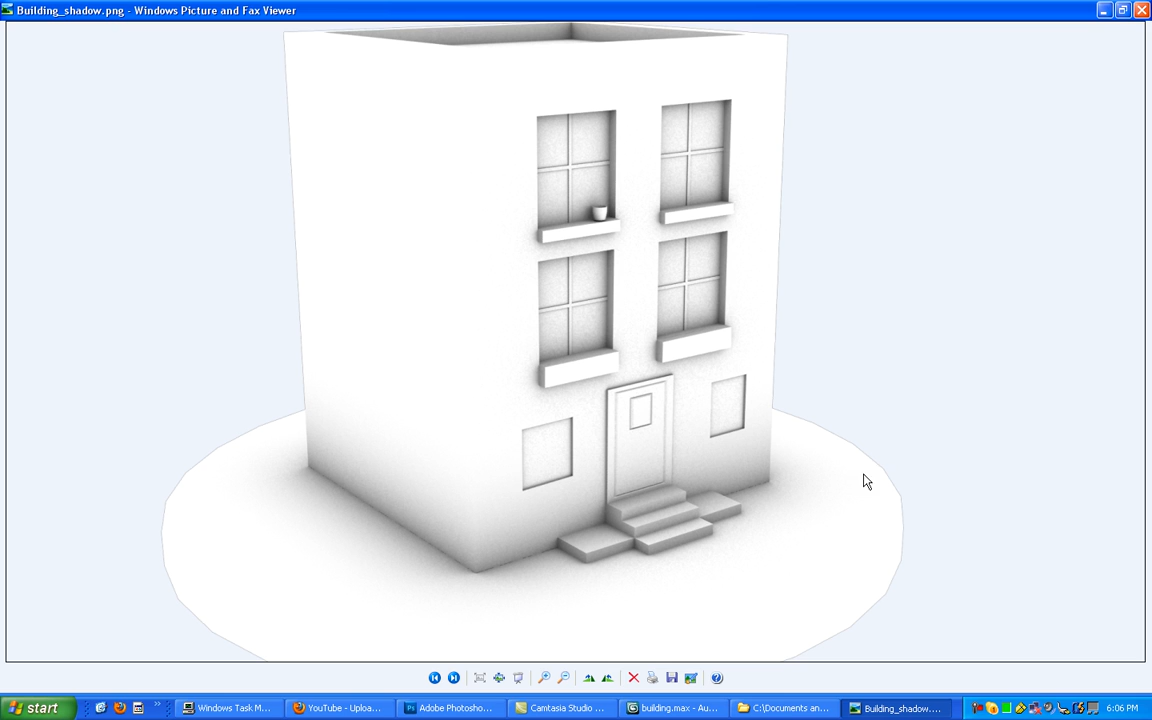 Building_shadow.png - Windows Picture and Fax Viewer
start
Windows Task M...
YouTube - Uploa...
Adobe Photosho...
Camtasia Studio ...
building.max - Au...
C:\Documents an...
Building_shadow....
6:06 PM